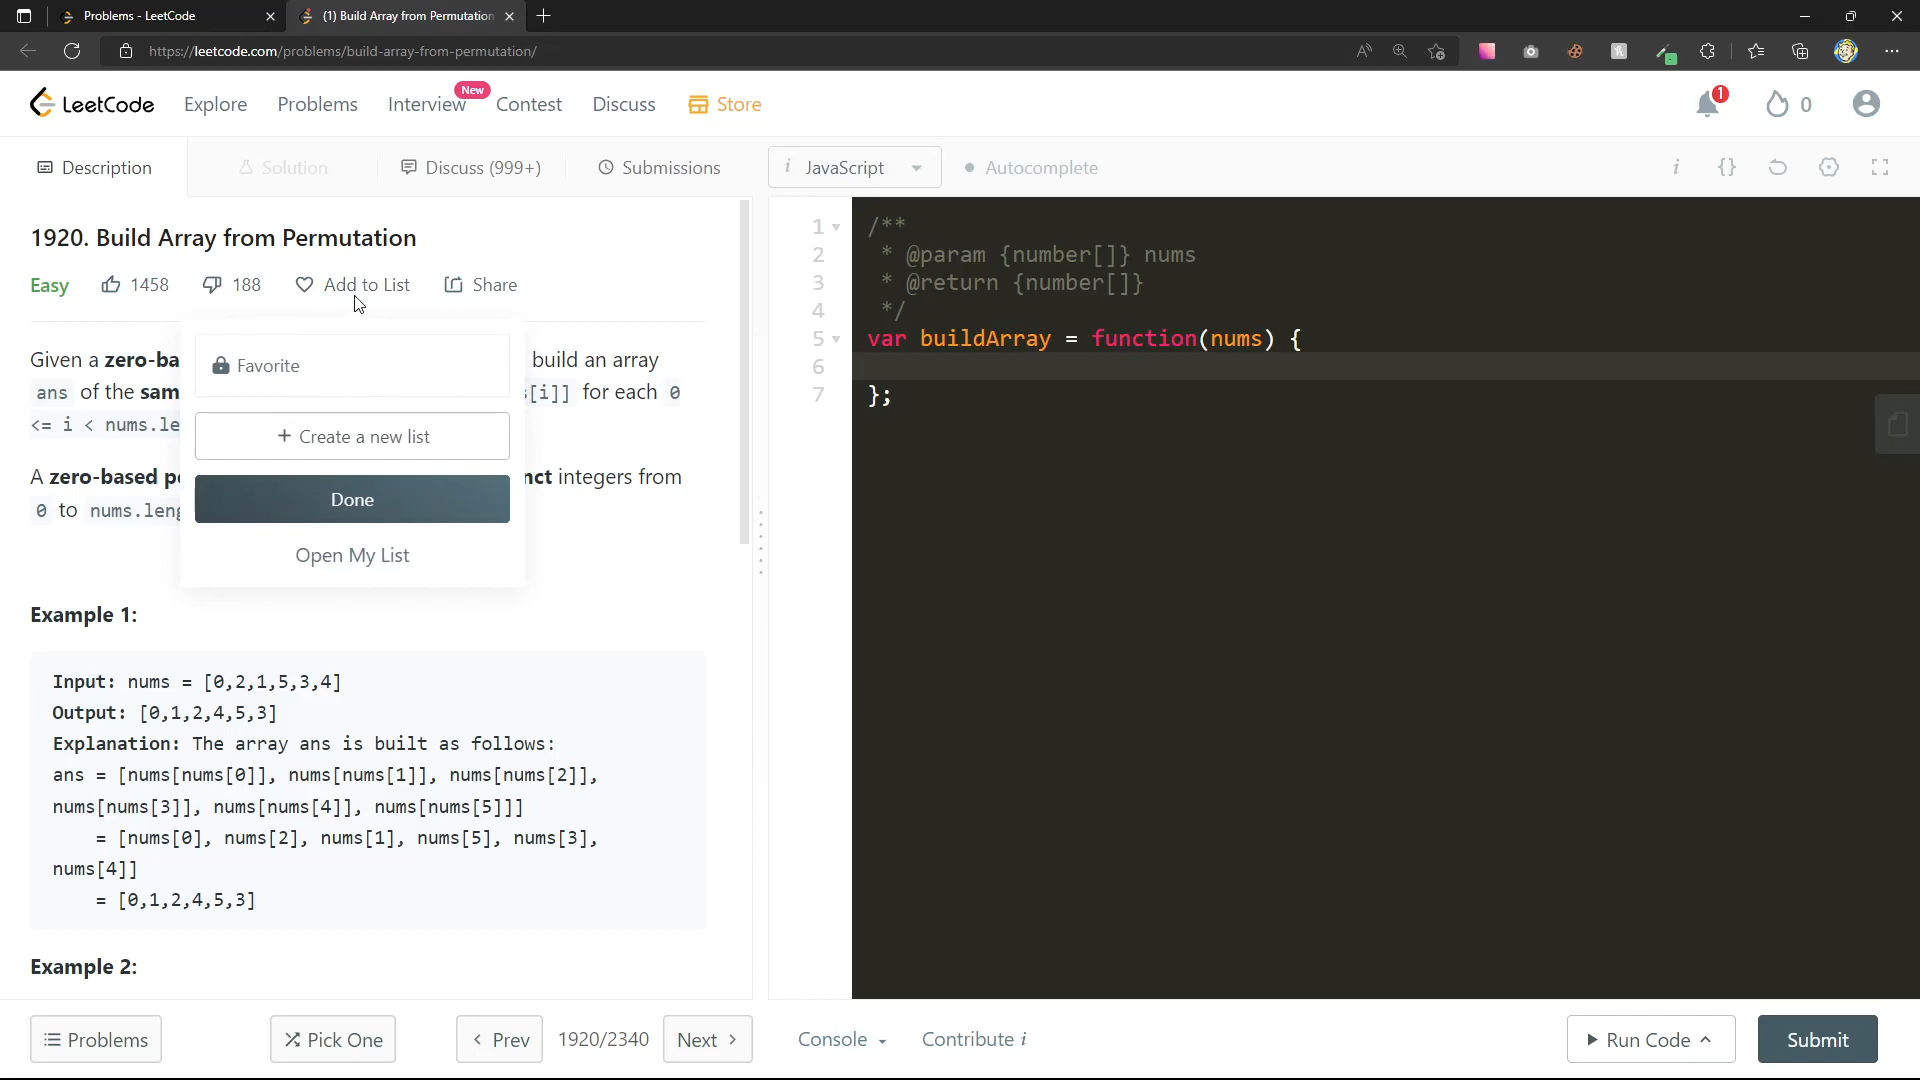 Problems - LeetCode
(1) Build Array from Permutation
https://leetcode.com/problems/build-array-from-permutation/
LeetCode
Explore
Problems
Interview
New
Contest
Discuss
Store
1
0
Description
Solution
Discuss (999+)
Submissions
i JavaScript
Autocomplete
i
{}
1920. Build Array from Permutation
Easy
1458
188
Add to List
Share
Given a zero-ba
build an array
ans of the sam
[i]] for each 0
<= i < nums.le
A zero-based
nct integers from
0 to nums.leng
Favorite
+ Create a new list
Done
Open My List
Example 1:
Input: nums = [0,2,1,5,3,4]
Output: [0,1,2,4,5,3]
Explanation: The array ans is built as follows:
ans = [nums[nums[0]], nums[nums[1]], nums[nums[2]],
nums[nums[3]], nums[nums[4]], nums[nums[5]]]
= [nums[0], nums[2], nums[1], nums[5], nums[3],
nums[4]]
= [0,1,2,4,5,3]
Example 2:
1 /**
2 * @param {number[]} nums
3 * @return {number[]}
4 */
5 var buildArray = function(nums) {
6
7 };
Problems
Pick One
< Prev
1920/2340
Next >
Console
Contribute i
Run Code
Submit